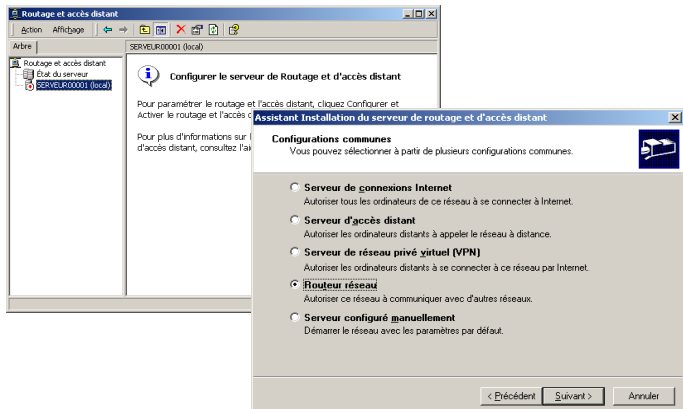 Routage et accès distant
Action Affichage
Arbre
SERVEUR00001 (local)
Routage et accès distant
État du serveur
SERVEUR00001 (local)
Configurer le serveur de Routage et d'accès distant
Pour paramétrer le routage et l'accès distant, cliquez Configurer et
Activer le routage et l'accès
Pour plus d'informations sur
d'accès distant, consultez
Assistant Installation du serveur de routage et d'accès distant
Configurations communes
Vous pouvez sélectionner à partir de plusieurs configurations communes.
Serveur de connexions Internet
Autoriser tous les ordinateurs de ce réseau à se connecter à Internet.
Serveur d'accès distant
Autoriser les ordinateurs distants à appeler le réseau à distance.
Serveur de réseau privé virtuel (VPN)
Autoriser les ordinateurs distants à se connecter à ce réseau par Internet.
Routeur réseau
Autoriser ce réseau à communiquer avec d'autres réseaux.
Serveur configuré manuellement
Démarrer le réseau avec les paramètres par défaut.
< Précédent
Suivant >
Annuler